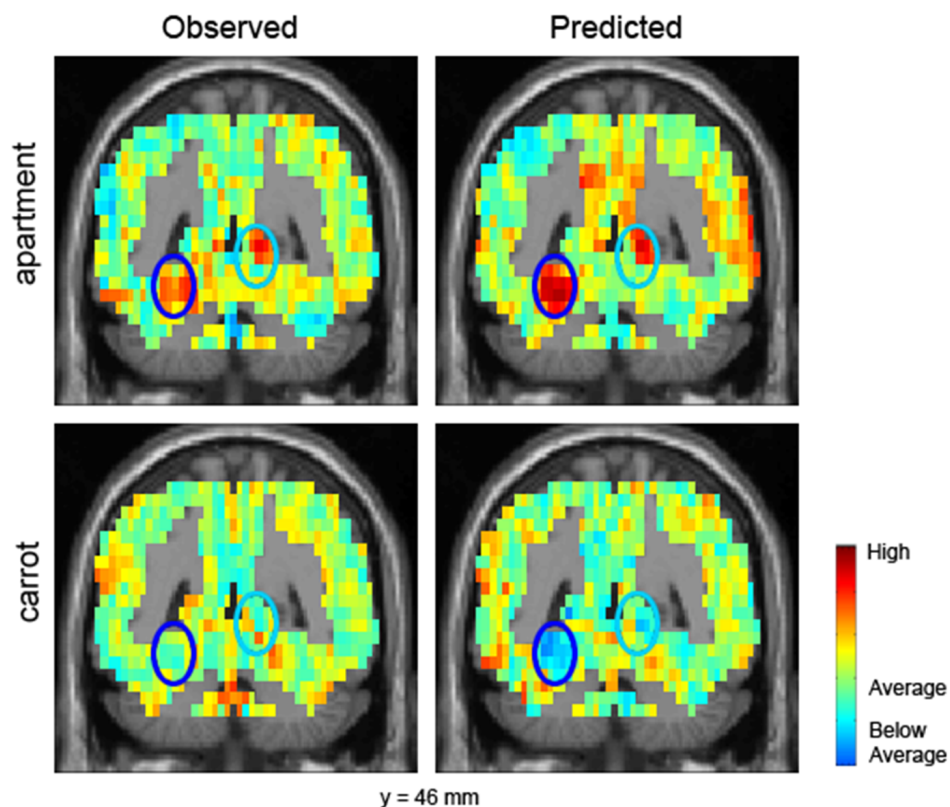 Observed
Predicted
apartment
carrot
High
Average
Below
Average
y = 46 mm